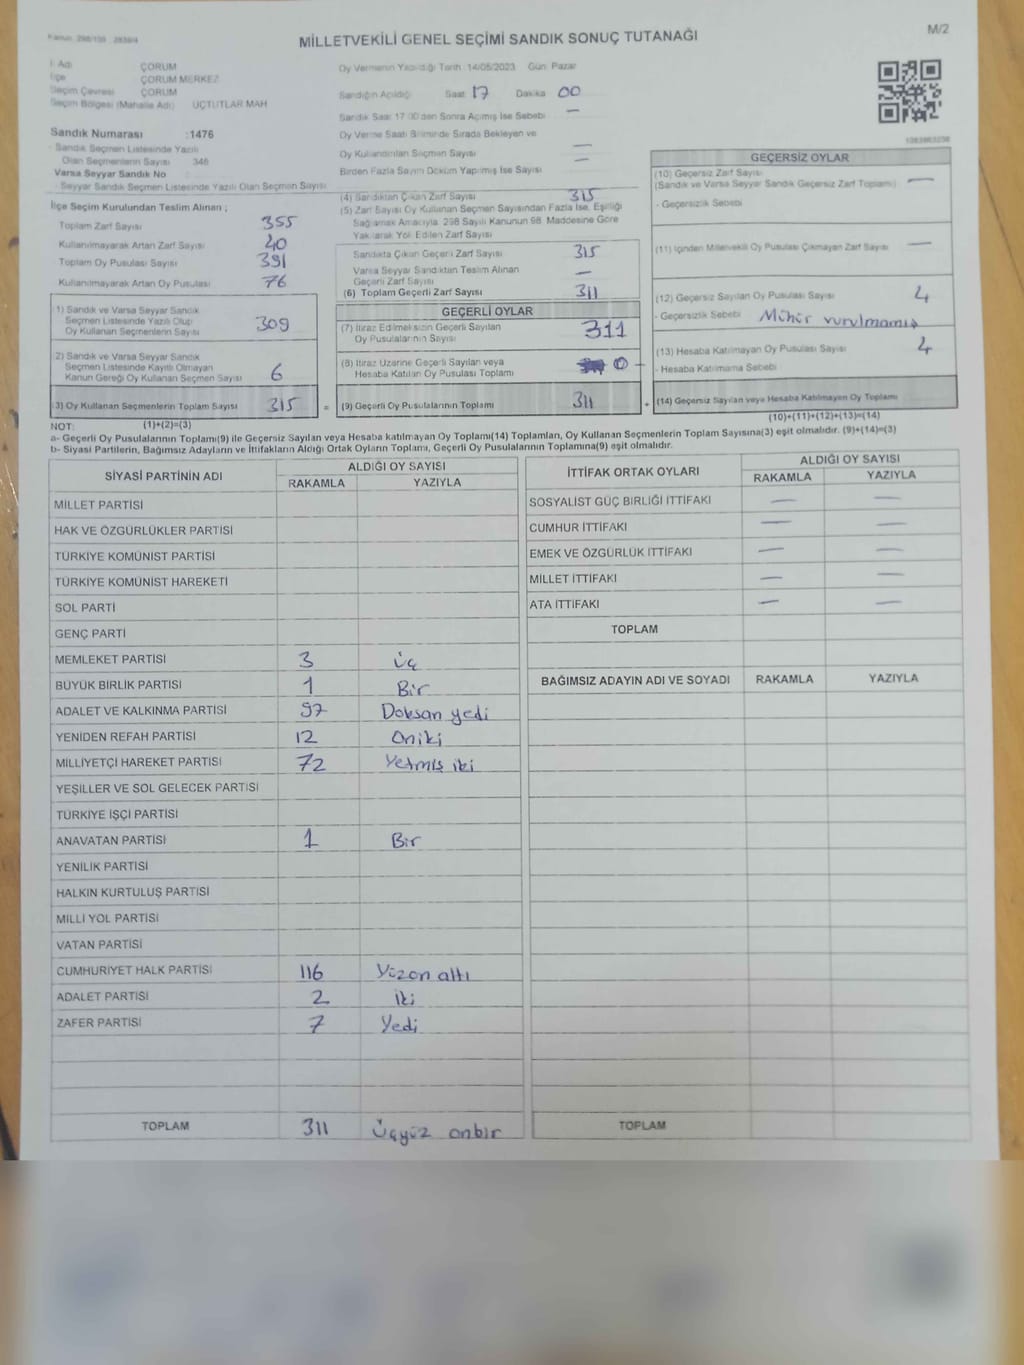 Kanun: 298/105 2839/4
MİLLETVEKİLİ GENEL SEÇİMİ SANDIK SONUÇ TUTANAĞI
M/2
İl Adı ÇORUM
İlçe ÇORUM MERKEZ
Seçim Çevresi ÇORUM
Seçim Bölgesi (Mahalle Adı) ÜÇTUTLAR MAH
Sandık Numarası : 1476
- Sandık Seçmen Listesinde Yazılı
Olan Seçmenlerin Sayısı 346
Varsa Seyyar Sandık No
- Seyyar Sandık Seçmen Listesinde Yazılı Olan Seçmen Sayısı
İlçe Seçim Kurulundan Teslim Alınan ;
Toplam Zarf Sayısı 355
Kullanılmayarak Artan Zarf Sayısı 40
Toplam Oy Pusulası Sayısı 391
Kullanılmayarak Artan Oy Pusulası 76
1) Sandık ve Varsa Seyyar Sandık
Seçmen Listesinde Yazılı Olup
Oy Kullanan Seçmenlerin Sayısı 309
2) Sandık ve Varsa Seyyar Sandık
Seçmen Listesinde Kayıtlı Olmayan
Kanun Gereği Oy Kullanan Seçmen Sayısı 6
(3) Oy Kullanan Seçmenlerin Toplam Sayısı 315 =
Oy Vermenin Yapıldığı Tarih :14/05/2023 Gün: Pazar
Sandığın Açıldığı Saat 17 Dakika 00
Sandık Saat 17:00'den Sonra Açılmış İse Sebebi —
Oy Verme Saati Bitiminde Sırada Bekleyen ve
Oy Kullandırılan Seçmen Sayısı —
Birden Fazla Sayım Döküm Yapılmış İse Sayısı —
(4) Sandıktan Çıkan Zarf Sayısı 315
(5) Zarf Sayısı Oy Kullanan Seçmen Sayısından Fazla İse, Eşitliği
Sağlamak Amacıyla, 298 Sayılı Kanunun 98. Maddesine Göre
Yakılarak Yok Edilen Zarf Sayısı
Sandıkta Çıkan Geçerli Zarf Sayısı 315
Varsa Seyyar Sandıktan Teslim Alınan
Geçerli Zarf Sayısı —
(6) Toplam Geçerli Zarf Sayısı 311
GEÇERLİ OYLAR
(7) İtiraz Edilmeksizin Geçerli Sayılan
Oy Pusulalarının Sayısı 311
(8) İtiraz Üzerine Geçerli Sayılan veya
Hesaba Katılan Oy Pusulası Toplamı 0
(9) Geçerli Oy Pusulalarının Toplamı 311 +
GEÇERSİZ OYLAR
(10) Geçersiz Zarf Sayısı
(Sandık ve Varsa Seyyar Sandık Geçersiz Zarf Toplamı) —
- Geçersizlik Sebebi
(11) İçinden Milletvekili Oy Pusulası Çıkmayan Zarf Sayısı —
(12) Geçersiz Sayılan Oy Pusulası Sayısı 4
- Geçersizlik Sebebi Mühür vurulmamış
(13) Hesaba Katılmayan Oy Pusulası Sayısı 4
- Hesaba Katılmama Sebebi
(14) Geçersiz Sayılan veya Hesaba Katılmayan Oy Toplamı
NOT: (1)+(2)=(3) (10)+(11)+(12)+(13)=(14)
a- Geçerli Oy Pusulalarının Toplamı(9) ile Geçersiz Sayılan veya Hesaba katılmayan Oy Toplamı(14) Toplamları, Oy Kullanan Seçmenlerin Toplam Sayısına(3) eşit olmalıdır. (9)+(14)=(3)
b- Siyasi Partilerin, Bağımsız Adayların ve İttifakların Aldığı Ortak Oyların Toplamı, Geçerli Oy Pusulalarının Toplamına(9) eşit olmalıdır.
SİYASİ PARTİNİN ADI ALDIĞI OY SAYISI
RAKAMLA YAZIYLA
MİLLET PARTİSİ
HAK VE ÖZGÜRLÜKLER PARTİSİ
TÜRKİYE KOMÜNİST PARTİSİ
TÜRKİYE KOMÜNİST HAREKETİ
SOL PARTİ
GENÇ PARTİ
MEMLEKET PARTİSİ 3 üç
BÜYÜK BİRLİK PARTİSİ 1 Bir
ADALET VE KALKINMA PARTİSİ 97 Doksan yedi
YENİDEN REFAH PARTİSİ 12 Oniki
MİLLİYETÇİ HAREKET PARTİSİ 72 Yetmiş iki
YEŞİLLER VE SOL GELECEK PARTİSİ
TÜRKİYE İŞÇİ PARTİSİ
ANAVATAN PARTİSİ 1 Bir
YENİLİK PARTİSİ
HALKIN KURTULUŞ PARTİSİ
MİLLİ YOL PARTİSİ
VATAN PARTİSİ
CUMHURİYET HALK PARTİSİ 116 Yüzon altı
ADALET PARTİSİ 2 iki
ZAFER PARTİSİ 7 Yedi
TOPLAM 311 Üçyüz onbir
İTTİFAK ORTAK OYLARI ALDIĞI OY SAYISI
RAKAMLA YAZIYLA
SOSYALİST GÜÇ BİRLİĞİ İTTİFAKI — —
CUMHUR İTTİFAKI — —
EMEK VE ÖZGÜRLÜK İTTİFAKI — —
MİLLET İTTİFAKI — —
ATA İTTİFAKI — —
TOPLAM
BAĞIMSIZ ADAYIN ADI VE SOYADI RAKAMLA YAZIYLA
TOPLAM